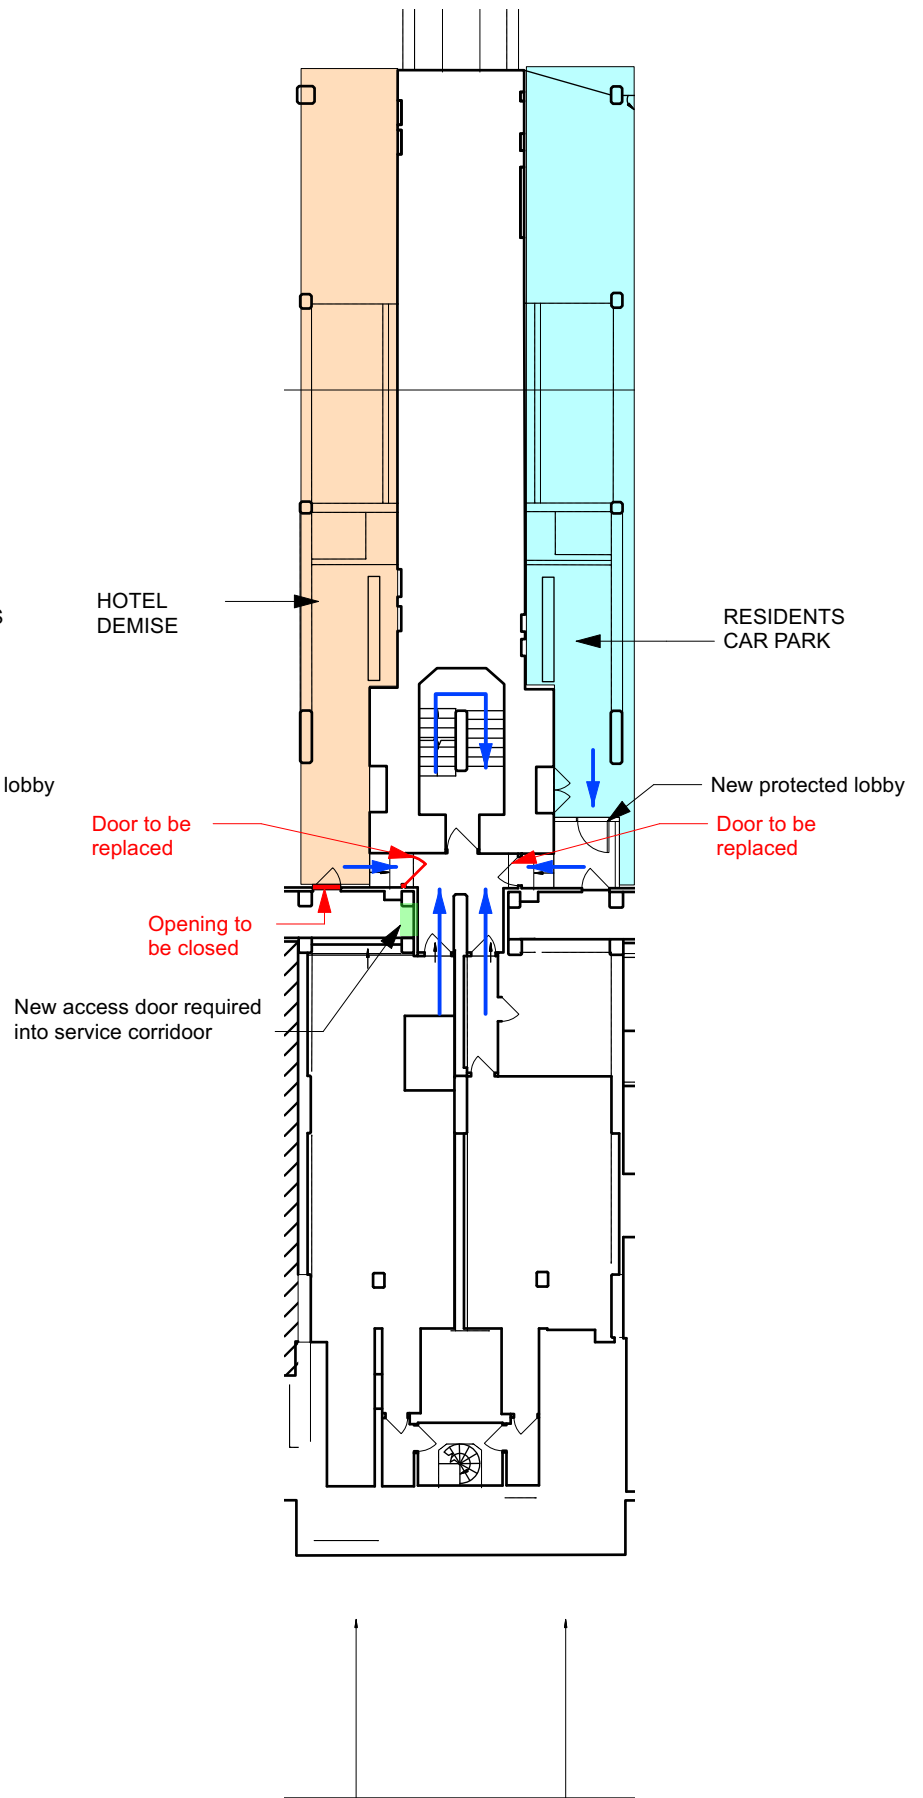 HOTEL
DEMISE
S
RESIDENTS
CAR PARK
lobby
New protected lobby
Door to be
replaced
Door to be
replaced
Opening to
be closed
New access door required
into service corridoor